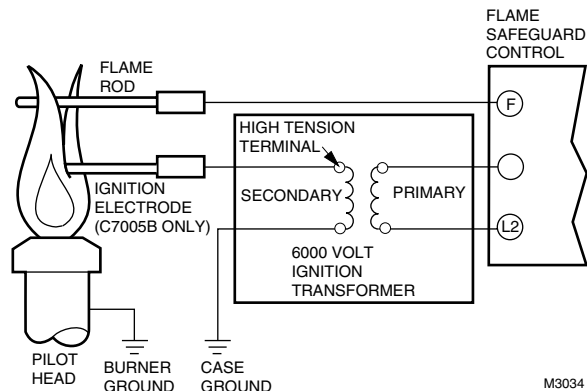 FLAME
SAFEGUARD
CONTROL
FLAME
ROD
F
HIGH TENSION
TERMINAL
SECONDARY
PRIMARY
IGNITION
ELECTRODE
(C7005B ONLY)
L2
6000 VOLT
IGNITION
TRANSFORMER
PILOT
HEAD
BURNER
GROUND
CASE
GROUND
M3034